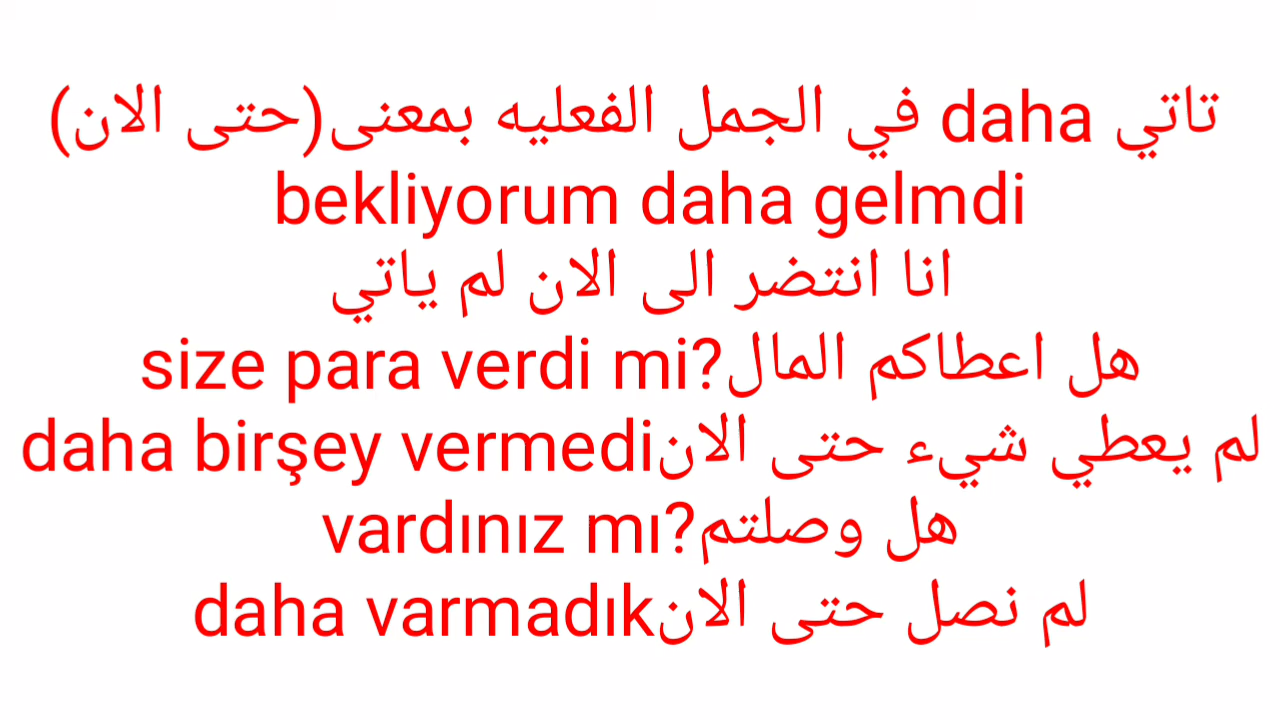 تاتي daha في الجمل الفعليه بمعنى(حتى الان)
bekliyorum daha gelmdi
انا انتضر الى الان لم ياتي
size para verdi mi?هل اعطاكم المال
daha birşey vermediلم يعطي شيء حتى الان
vardınız mı?هل وصلتم
daha varmadıkلم نصل حتى الان